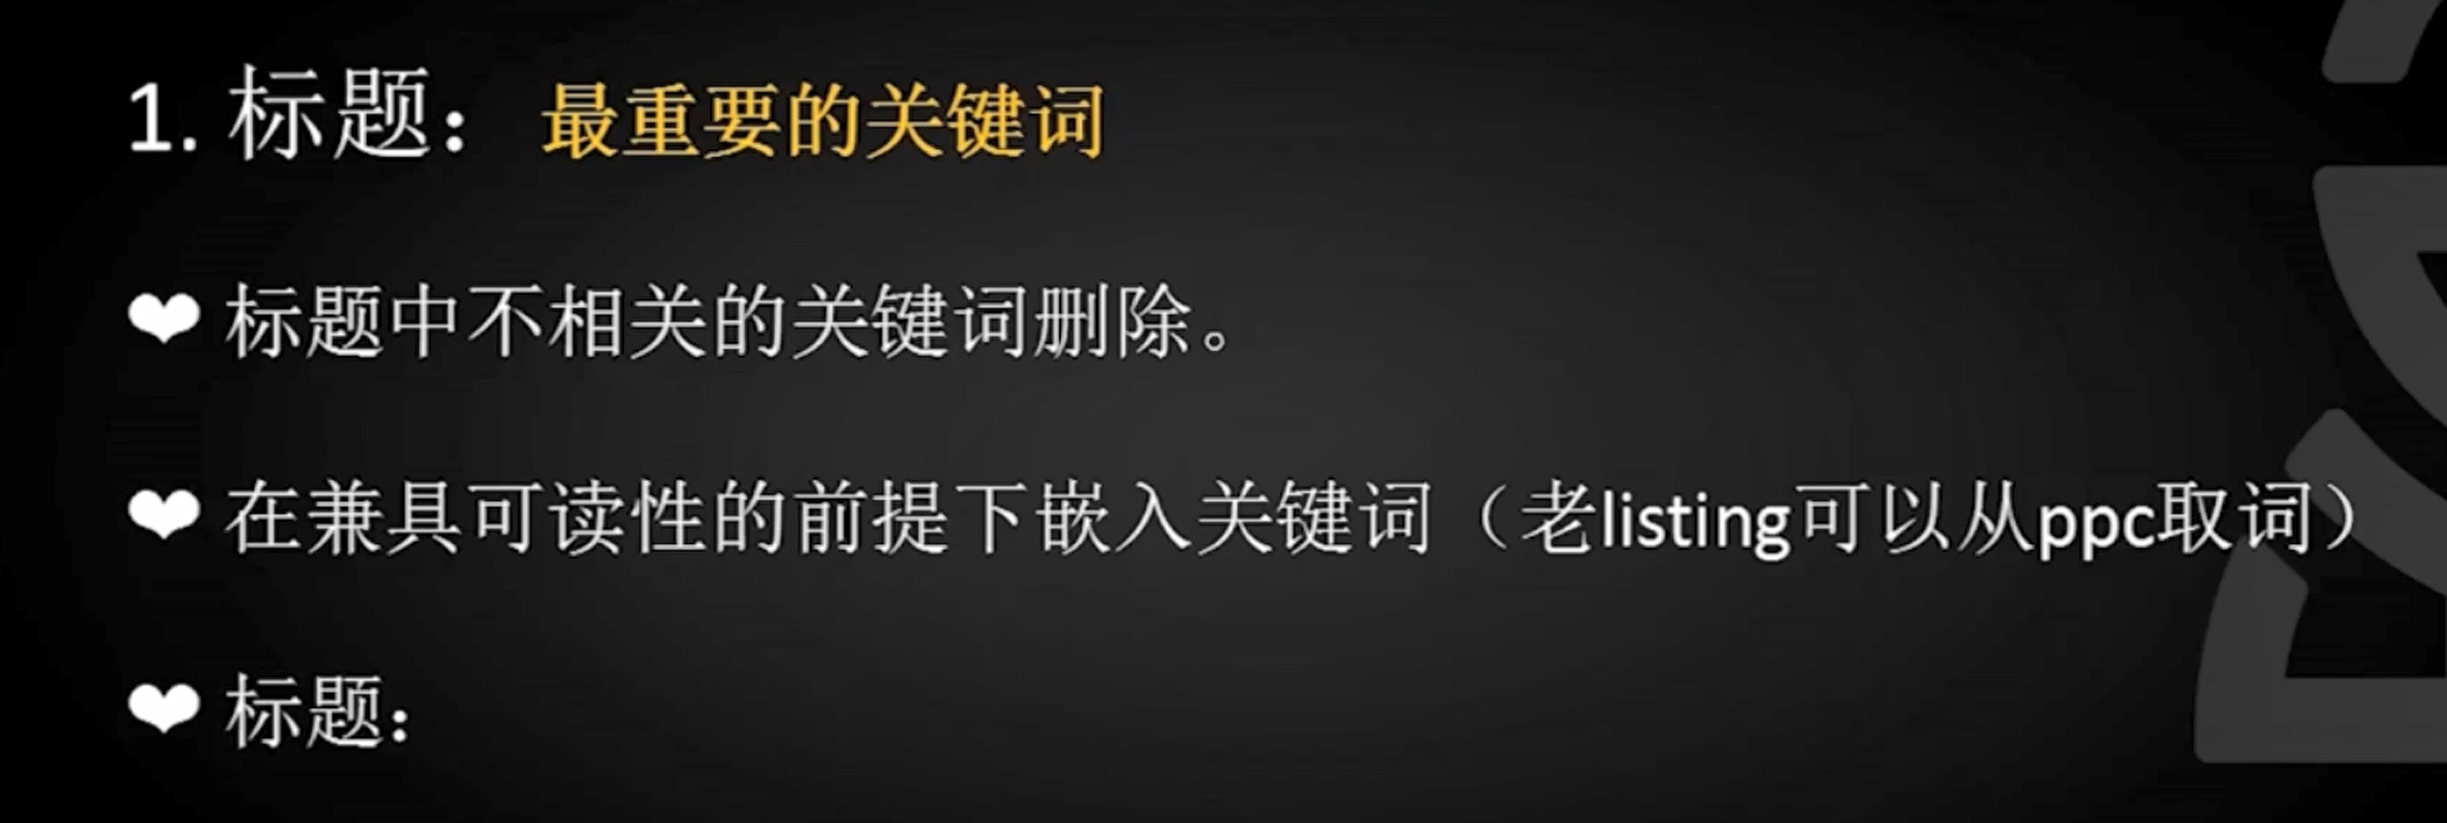 1. 标题： 最重要的关键词
❤ 标题中不相关的关键词删除。
❤ 在兼具可读性的前提下嵌入关键词（老listing可以从ppc取词）
❤ 标题：